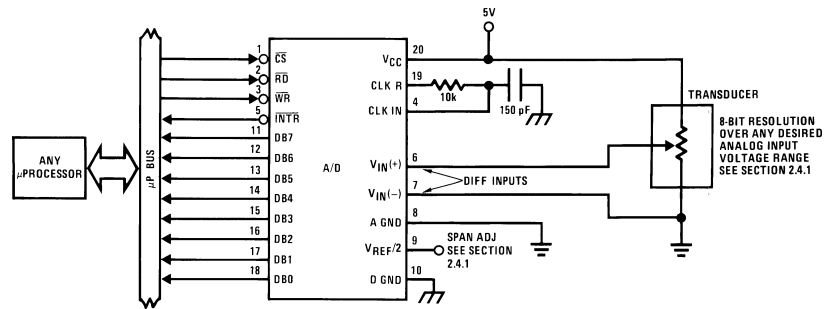 5V
1 CS
2 RD
3 WR
5 INTR
11 DB7
12 DB6
13 DB5
14 DB4
15 DB3
16 DB2
17 DB1
18 DB0
ANY
µPROCESSOR
µP BUS
A/D
VCC 20
CLK R 19
10k
CLK IN 4
150 pF
VIN(+) 6
DIFF INPUTS
VIN(−) 7
A GND 8
VREF/2 9
SPAN ADJ
SEE SECTION
2.4.1
D GND 10
TRANSDUCER
8-BIT RESOLUTION
OVER ANY DESIRED
ANALOG INPUT
VOLTAGE RANGE
SEE SECTION 2.4.1